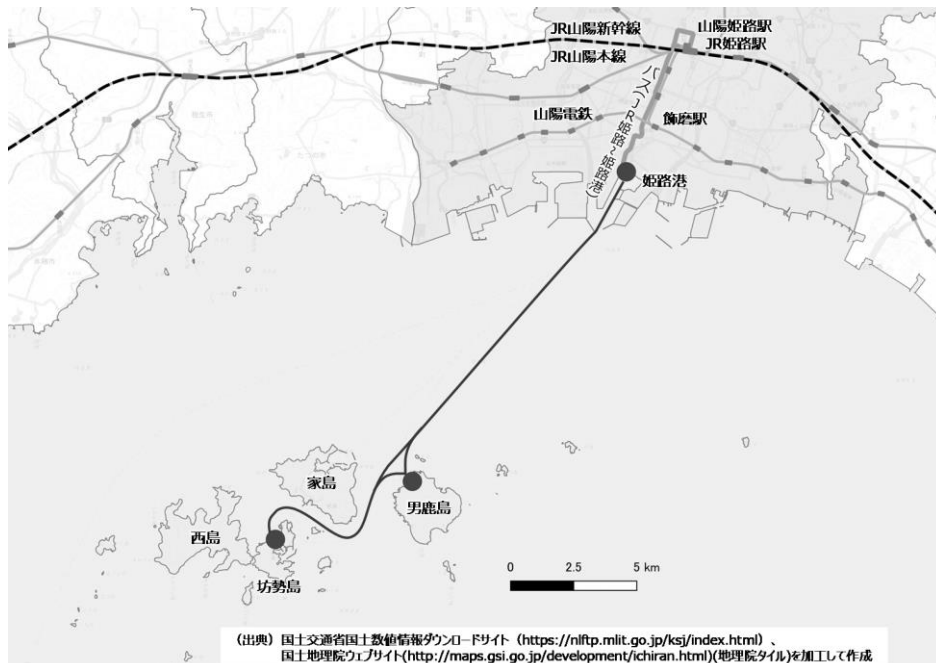 JR山陽新幹線
山陽姫路駅
JR姫路駅
JR山陽本線
バス(JR姫路~姫路港)
山陽電鉄
飾磨駅
姫路港
家島
男鹿島
西島
坊勢島
0 2.5 5 km
(出典)国土交通省国土数値情報ダウンロードサイト(https://nlftp.mlit.go.jp/ksj/index.html)、
国土地理院ウェブサイト(http://maps.gsi.go.jp/development/ichiran.html)(地理院タイル)を加工して作成